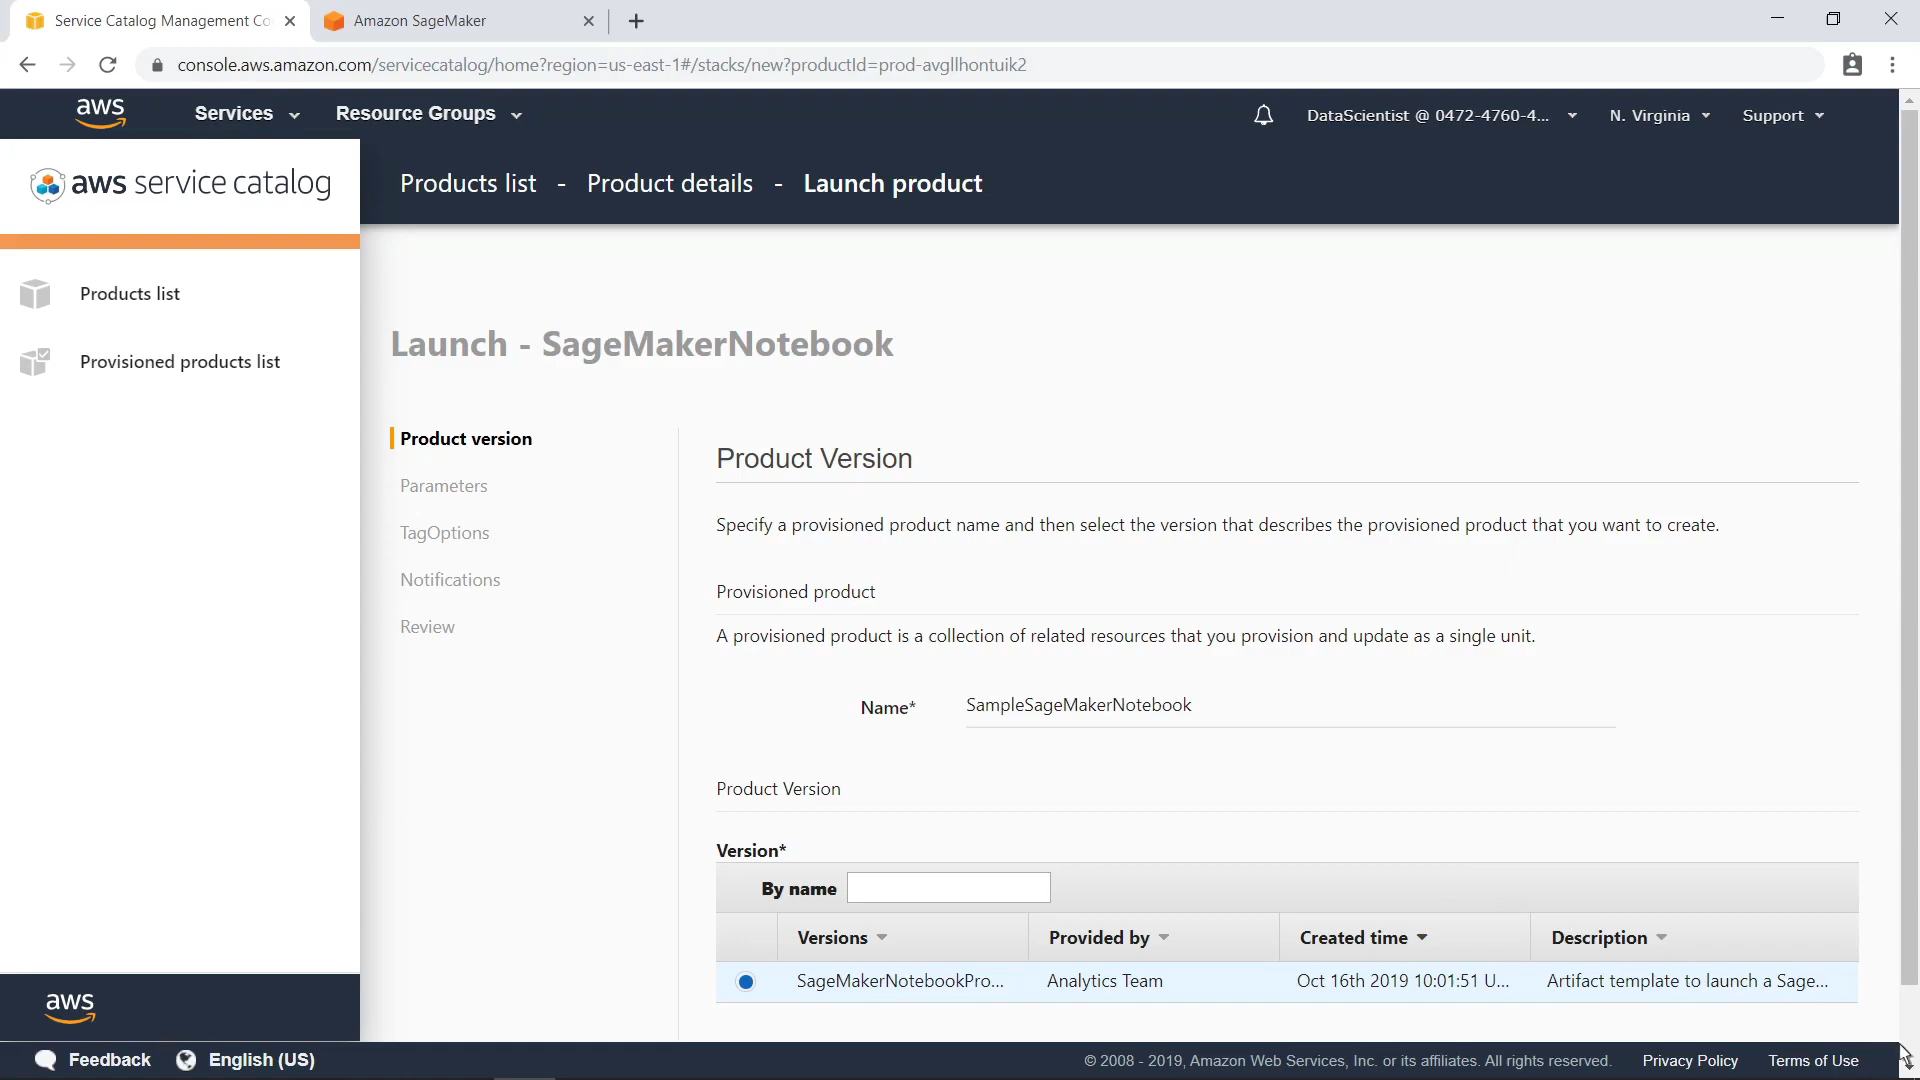 Service Catalog Management Co
Amazon SageMaker
console.aws.amazon.com/servicecatalog/home?region=us-east-1#/stacks/new?productId=prod-avgllhontuik2
aws
Services
Resource Groups
DataScientist @ 0472-4760-4...
N. Virginia
Support
aws service catalog
Products list - Product details - Launch product
Products list
Provisioned products list
Launch - SageMakerNotebook
Product version
Parameters
TagOptions
Notifications
Review
Product Version
Specify a provisioned product name and then select the version that describes the provisioned product that you want to create.
Provisioned product
A provisioned product is a collection of related resources that you provision and update as a single unit.
Name* SampleSageMakerNotebook
Product Version
Version*
By name
Versions Provided by Created time Description
SageMakerNotebookPro... Analytics Team Oct 16th 2019 10:01:51 U... Artifact template to launch a Sage...
aws
Feedback English (US)
© 2008 - 2019, Amazon Web Services, Inc. or its affiliates. All rights reserved. Privacy Policy Terms of Use